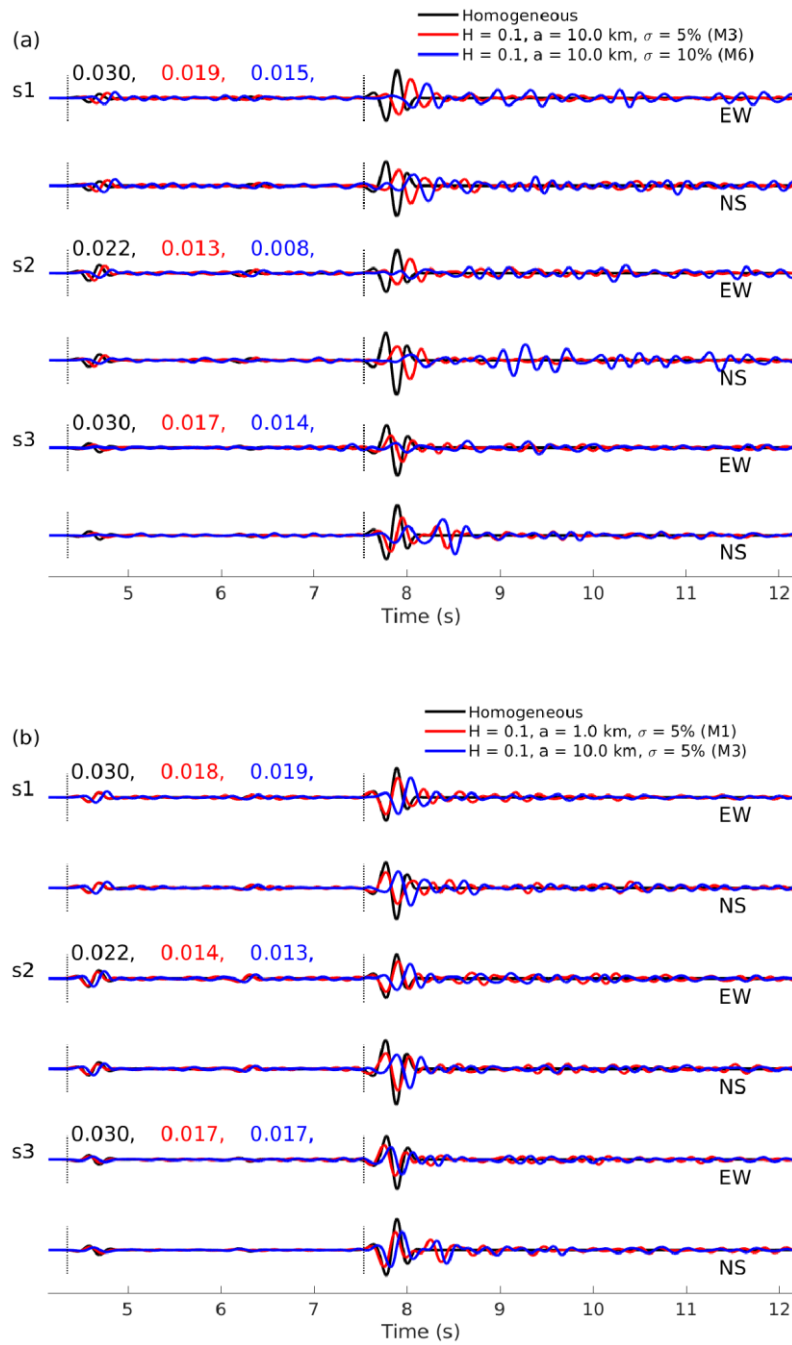 (a)
Homogeneous
H = 0.1, a = 10.0 km, σ = 5% (M3)
H = 0.1, a = 10.0 km, σ = 10% (M6)
0.030, 0.019, 0.015,
s1
EW
NS
0.022, 0.013, 0.008,
s2
EW
NS
0.030, 0.017, 0.014,
s3
EW
NS
5 6 7 8 9 10 11 12
Time (s)
(b)
Homogeneous
H = 0.1, a = 1.0 km, σ = 5% (M1)
H = 0.1, a = 10.0 km, σ = 5% (M3)
0.030, 0.018, 0.019,
s1
EW
NS
0.022, 0.014, 0.013,
s2
EW
NS
0.030, 0.017, 0.017,
s3
EW
NS
5 6 7 8 9 10 11 12
Time (s)